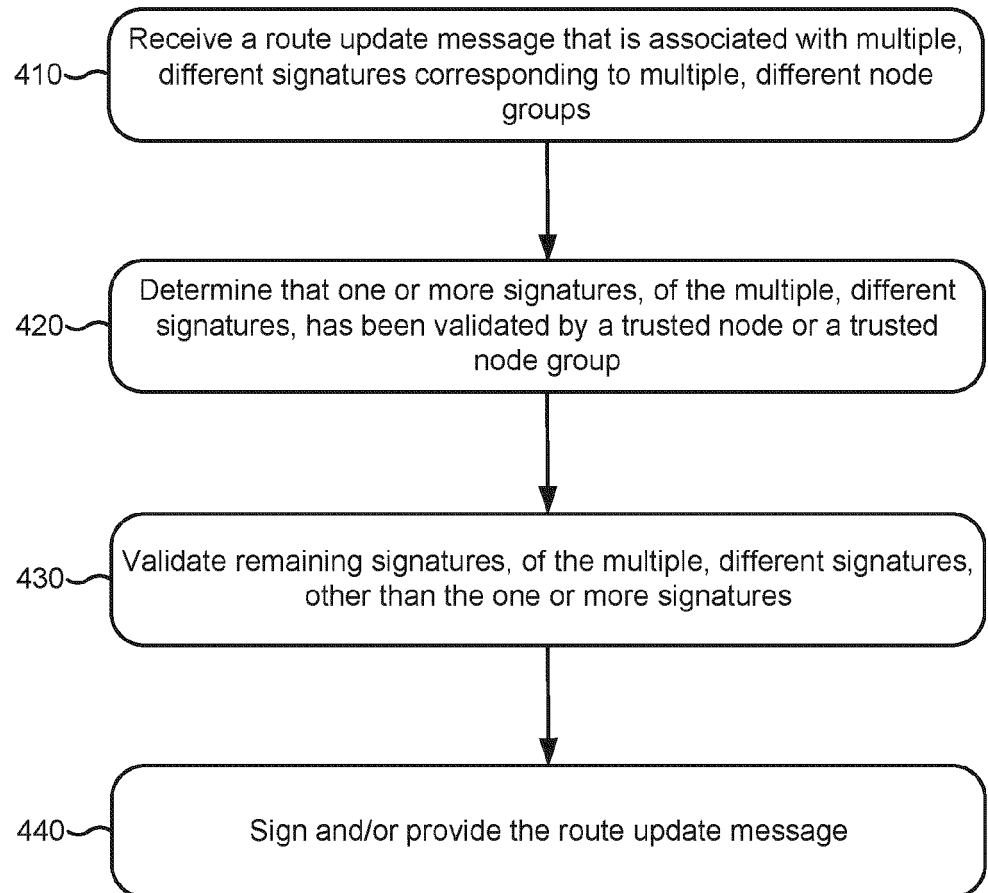 Receive a route update message that is associated with multiple,
410
different signatures corresponding to multiple, different node
groups
Determine that one or more signatures, of the multiple, different
420
signatures, has been validated by a trusted node or a trusted
node group
Validate remaining signatures, of the multiple, different signatures,
430
other than the one or more signatures
440
Sign and/or provide the route update message